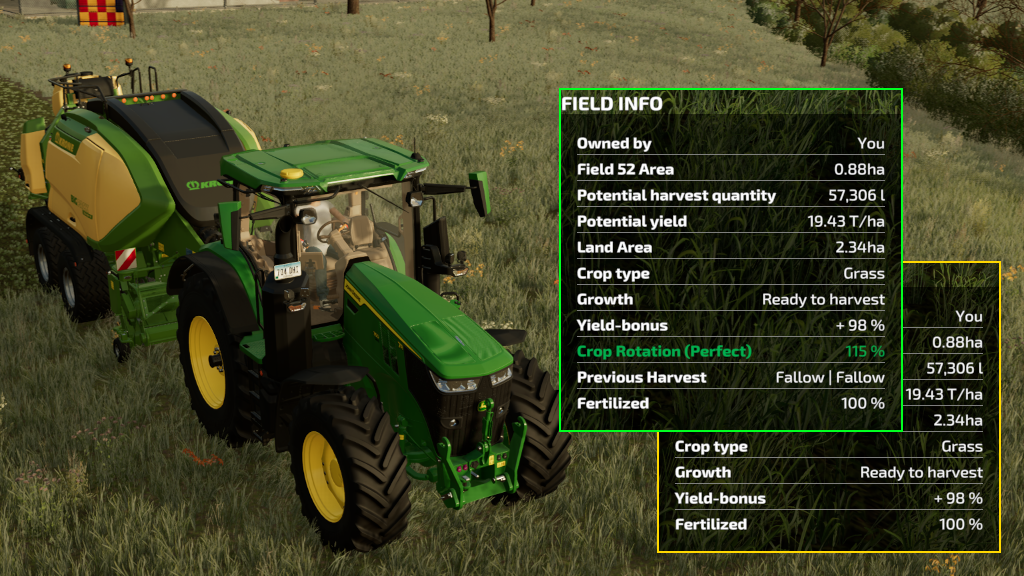 FIELD INFO
Owned by You
Field 52 Area 0.88ha
Potential harvest quantity 57,306 l
Potential yield 19.43 T/ha
Land Area 2.34ha
Crop type Grass
Growth Ready to harvest
Yield-bonus + 98 %
Crop Rotation (Perfect) 115 %
Previous Harvest Fallow | Fallow
Fertilized 100 %
You
0.88ha
57,306 l
19.43 T/ha
2.34ha
Crop type Grass
Growth Ready to harvest
Yield-bonus + 98 %
Fertilized 100 %